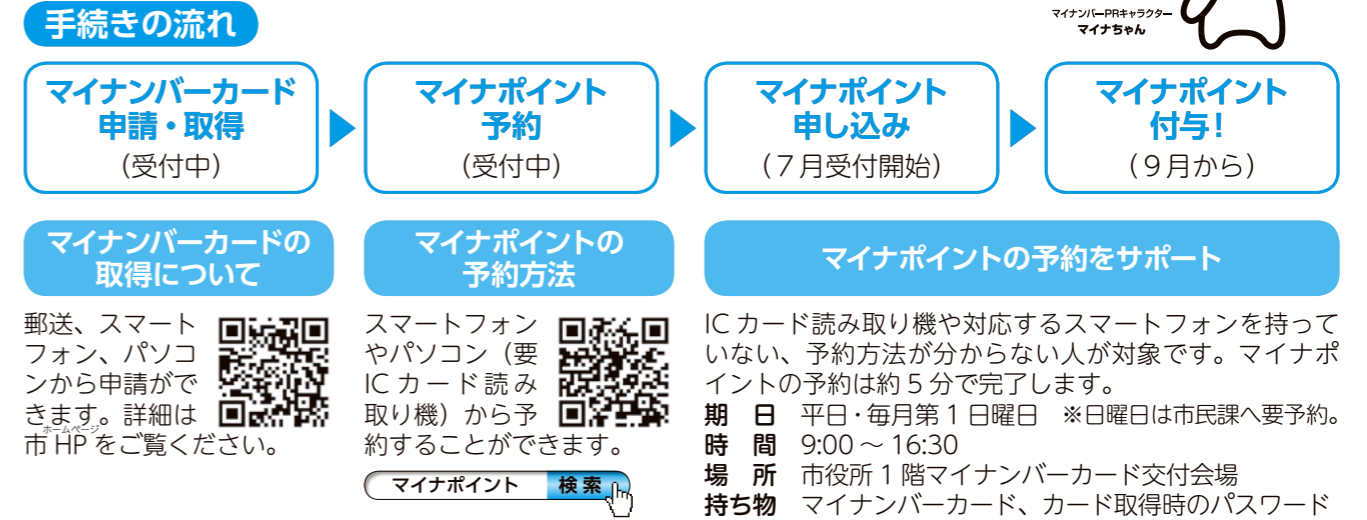 マイナンバーPRキャラクター
マイナちゃん
手続きの流れ
マイナンバーカード
申請・取得
(受付中)
マイナポイント
予約
(受付中)
マイナポイント
申し込み
(7月受付開始)
マイナポイント
付与!
(9月から)
マイナンバーカードの
取得について
郵送、スマート
フォン、パソコ
ンから申請がで
きます。詳細は
ホームページ
市HPをご覧ください。
マイナポイントの
予約方法
スマートフォン
やパソコン(要
ICカード読み
取り機)から予
約することができます。
マイナポイント 検索
マイナポイントの予約をサポート
ICカード読み取り機や対応するスマートフォンを持って
いない、予約方法が分からない人が対象です。マイナポ
イントの予約は約5分で完了します。
期 日 平日・毎月第1日曜日 ※日曜日は市民課へ要予約。
時 間 9:00～16:30
場 所 市役所1階マイナンバーカード交付会場
持ち物 マイナンバーカード、カード取得時のパスワード